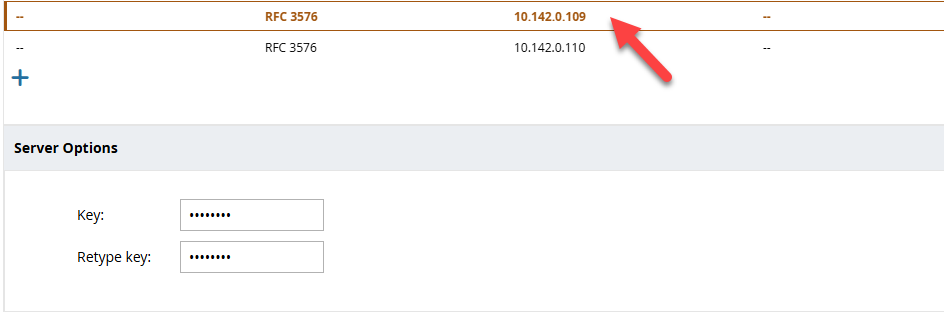 -- RFC 3576 10.142.0.109 --
-- RFC 3576 10.142.0.110 --
+
Server Options
Key: ••••••••
Retype key: ••••••••